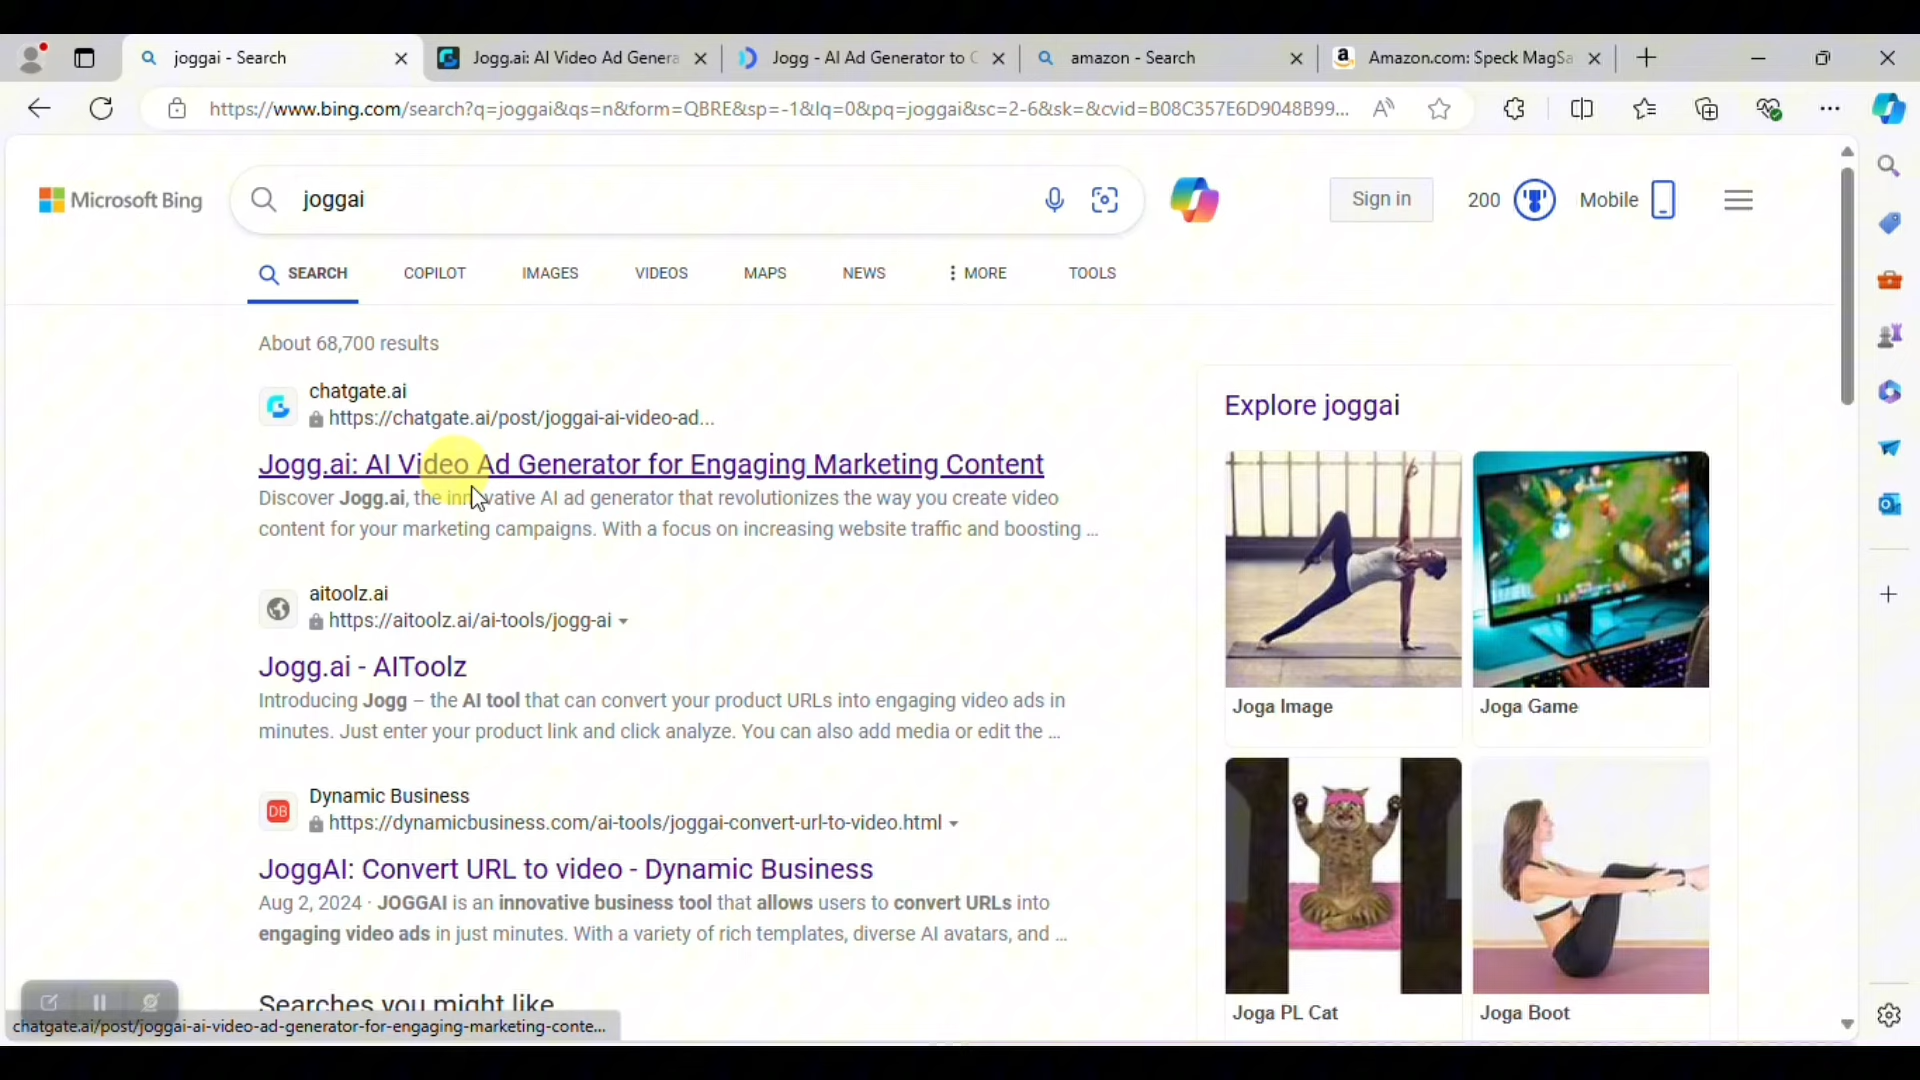 joggai - Search
Jogg.ai: AI Video Ad Genera
Jogg - AI Ad Generator to C
amazon - Search
Amazon.com: Speck MagSa
https://www.bing.com/search?q=joggai&qs=n&form=QBRE&sp=-1&lq=0&pq=joggai&sc=2-6&sk=&cvid=B08C357E6D9048B99...
Microsoft Bing
joggai
Sign in
200
Mobile
SEARCH
COPILOT
IMAGES
VIDEOS
MAPS
NEWS
MORE
TOOLS
About 68,700 results
chatgate.ai
https://chatgate.ai/post/joggai-ai-video-ad...
Jogg.ai: AI Video Ad Generator for Engaging Marketing Content
Discover Jogg.ai, the innovative AI ad generator that revolutionizes the way you create video
content for your marketing campaigns. With a focus on increasing website traffic and boosting ...
aitoolz.ai
https://aitoolz.ai/ai-tools/jogg-ai
Jogg.ai - AIToolz
Introducing Jogg – the AI tool that can convert your product URLs into engaging video ads in
minutes. Just enter your product link and click analyze. You can also add media or edit the ...
DB
Dynamic Business
https://dynamicbusiness.com/ai-tools/joggai-convert-url-to-video.html
JoggAI: Convert URL to video - Dynamic Business
Aug 2, 2024 · JOGGAI is an innovative business tool that allows users to convert URLs into
engaging video ads in just minutes. With a variety of rich templates, diverse AI avatars, and ...
Searches you might like
chatgate.ai/post/joggai-ai-video-ad-generator-for-engaging-marketing-conte...
Explore joggai
Joga Image
Joga Game
Joga PL Cat
Joga Boot